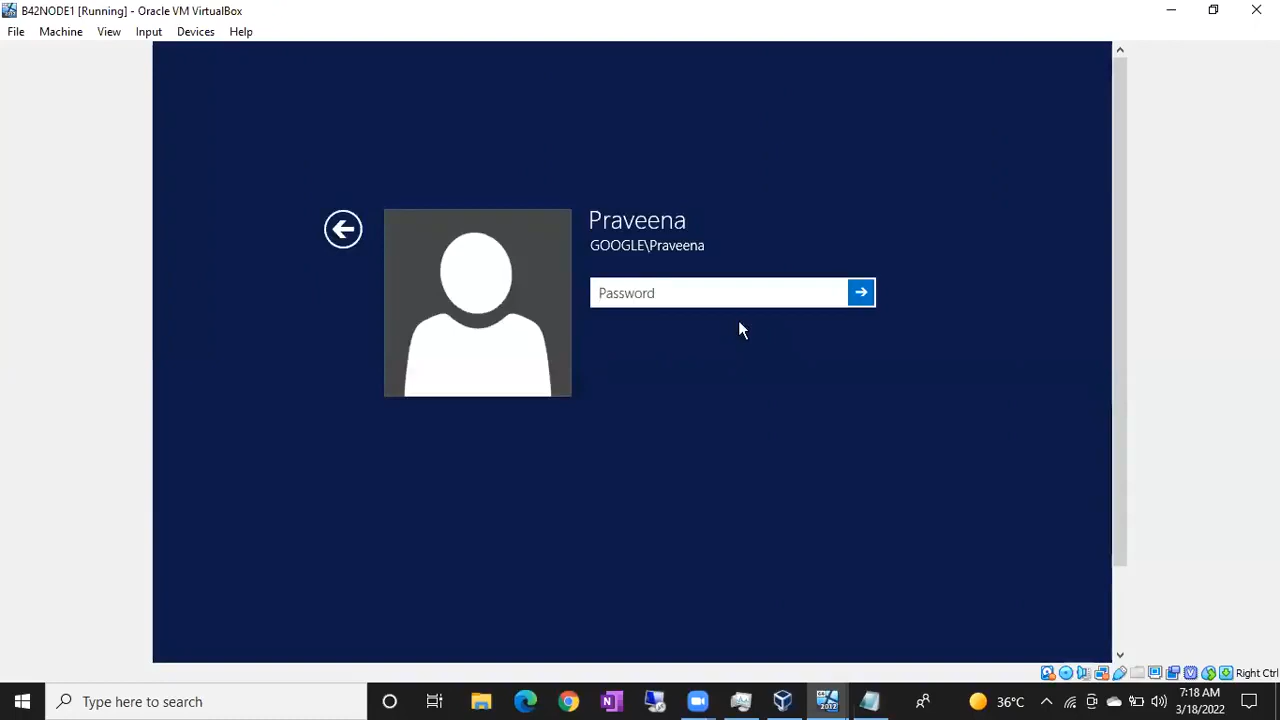 B42NODE1 [Running] - Oracle VM VirtualBox
File Machine View Input Devices Help
Praveena
GOOGLE\Praveena
Password
Right Ctrl
Type here to search
36°C
7:18 AM
3/18/2022